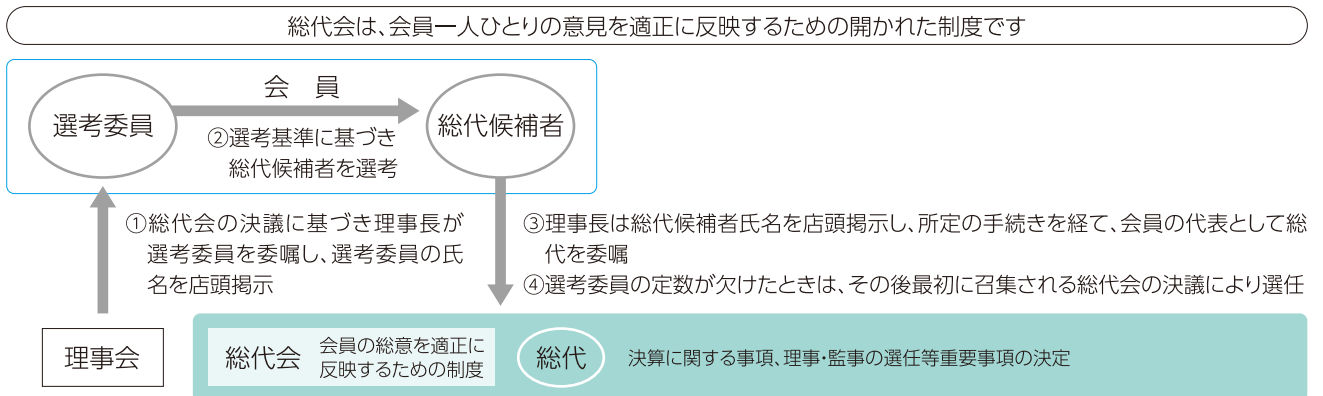 総代会は、会員一人ひとりの意見を適正に反映するための開かれた制度です
会 員
選考委員
総代候補者
②選考基準に基づき
総代候補者を選考
①総代会の決議に基づき理事長が
選考委員を委嘱し、選考委員の氏
名を店頭掲示
③理事長は総代候補者氏名を店頭掲示し、所定の手続きを経て、会員の代表として総
代を委嘱
④選考委員の定数が欠けたときは、その後最初に召集される総代会の決議により選任
理事会
総代会
会員の総意を適正に
反映するための制度
総代
決算に関する事項、理事・監事の選任等重要事項の決定